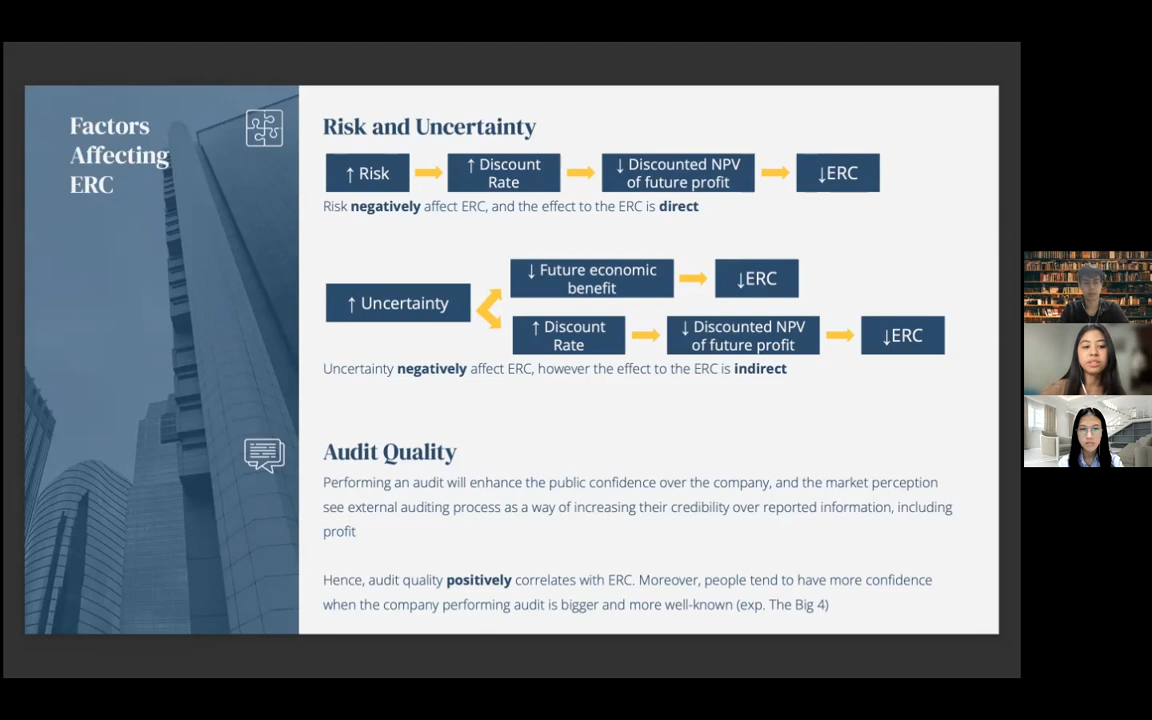 Factors
Affecting
ERC
Risk and Uncertainty
↑ Risk
↑ Discount
Rate
↓ Discounted NPV
of future profit
↓ERC
Risk negatively affect ERC, and the effect to the ERC is direct
↑ Uncertainty
↓ Future economic
benefit
↓ERC
↑ Discount
Rate
↓ Discounted NPV
of future profit
↓ERC
Uncertainty negatively affect ERC, however the effect to the ERC is indirect
Audit Quality
Performing an audit will enhance the public confidence over the company, and the market perception
see external auditing process as a way of increasing their credibility over reported information, including
profit
Hence, audit quality positively correlates with ERC. Moreover, people tend to have more confidence
when the company performing audit is bigger and more well-known (exp. The Big 4)